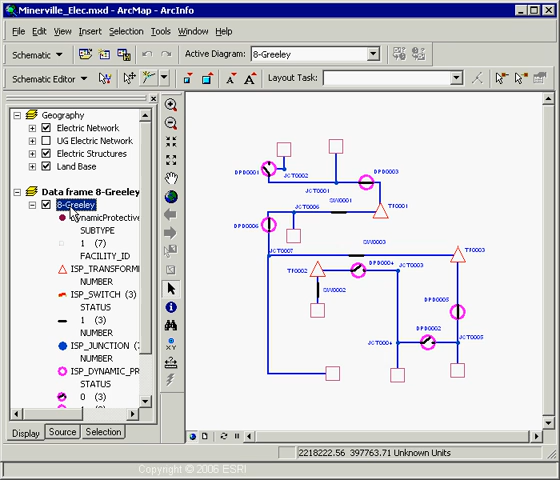 Minerville_Elec.mxd - ArcMap - ArcInfo
File Edit View Insert Selection Tools Window Help
Schematic Active Diagram: 8-Greeley
Schematic Editor Layout Task:
Geography
Electric Network
UG Electric Network
Electric Structures
Land Base
Data frame 8-Greeley
8-Greeley
DynamicProtective
SUBTYPE
1 (7)
FACILITY_ID
ISP_TRANSFORM
NUMBER
ISP_SWITCH (3)
STATUS
1 (3)
NUMBER
ISP_JUNCTION (
NUMBER
ISP_DYNAMIC_PR
STATUS
0 (3)
Display Source Selection
DPD0001
JCT0002
DPD0003
JCT0001
JCT0006
SW0001
TF0001
DPD0006
SW0003
JCT0007
TF0003
TF0002
DPD0004
JCT0003
SW0002
DPD0005
DPD0002
JCT0004
JCT0005
2218222.56 397763.71 Unknown Units
Copyright © 2006 ESRI